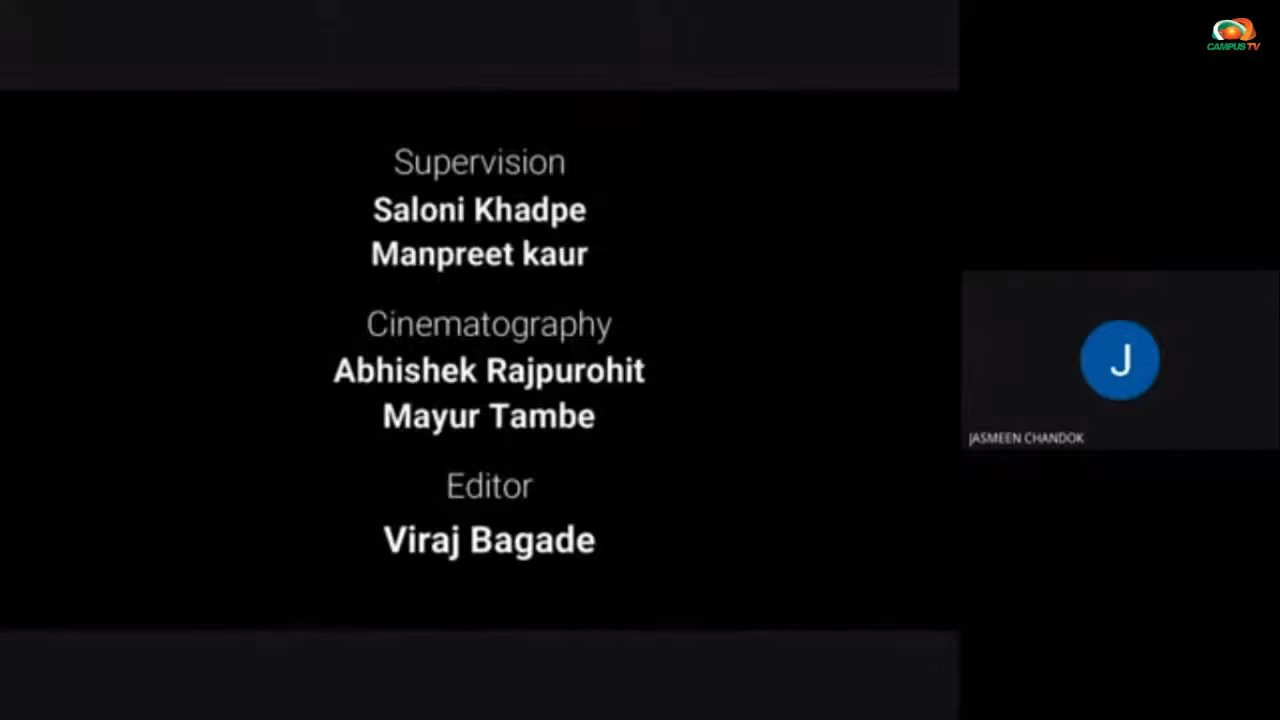 CAMPUS TV
Supervision
Saloni Khadpe
Manpreet kaur
Cinematography
Abhishek Rajpurohit
Mayur Tambe
Editor
Viraj Bagade
J
JASMEEN CHANDOK